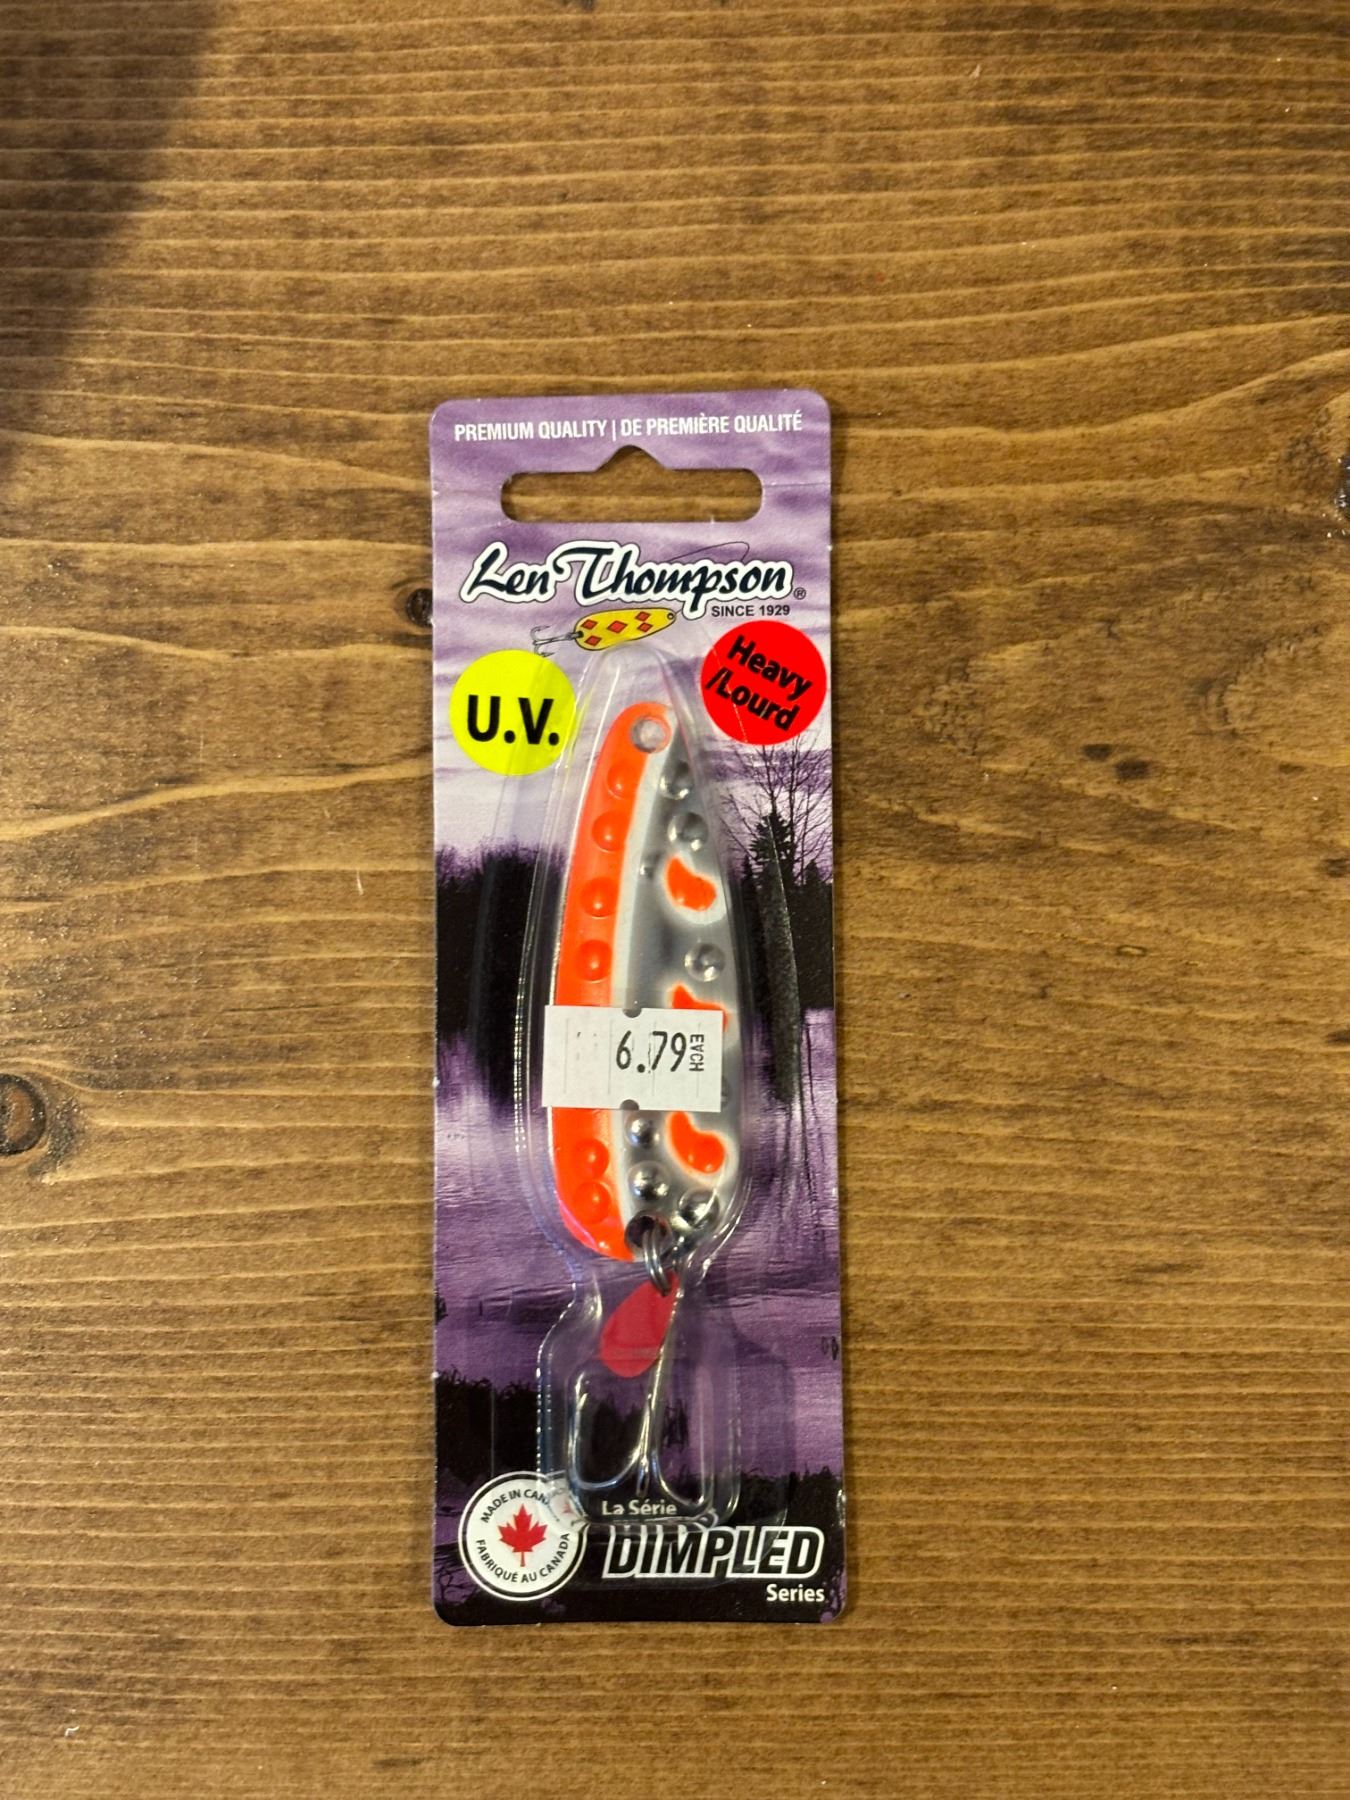 PREMIUM QUALITY | DE PREMIÈRE QUALITÉ
Len Thompson®
SINCE 1929
U.V.
Heavy
/Lourd
6.79 EACH
MADE IN CANADA
FABRIQUÉ AU CANADA
La Série
DIMPLED
Series